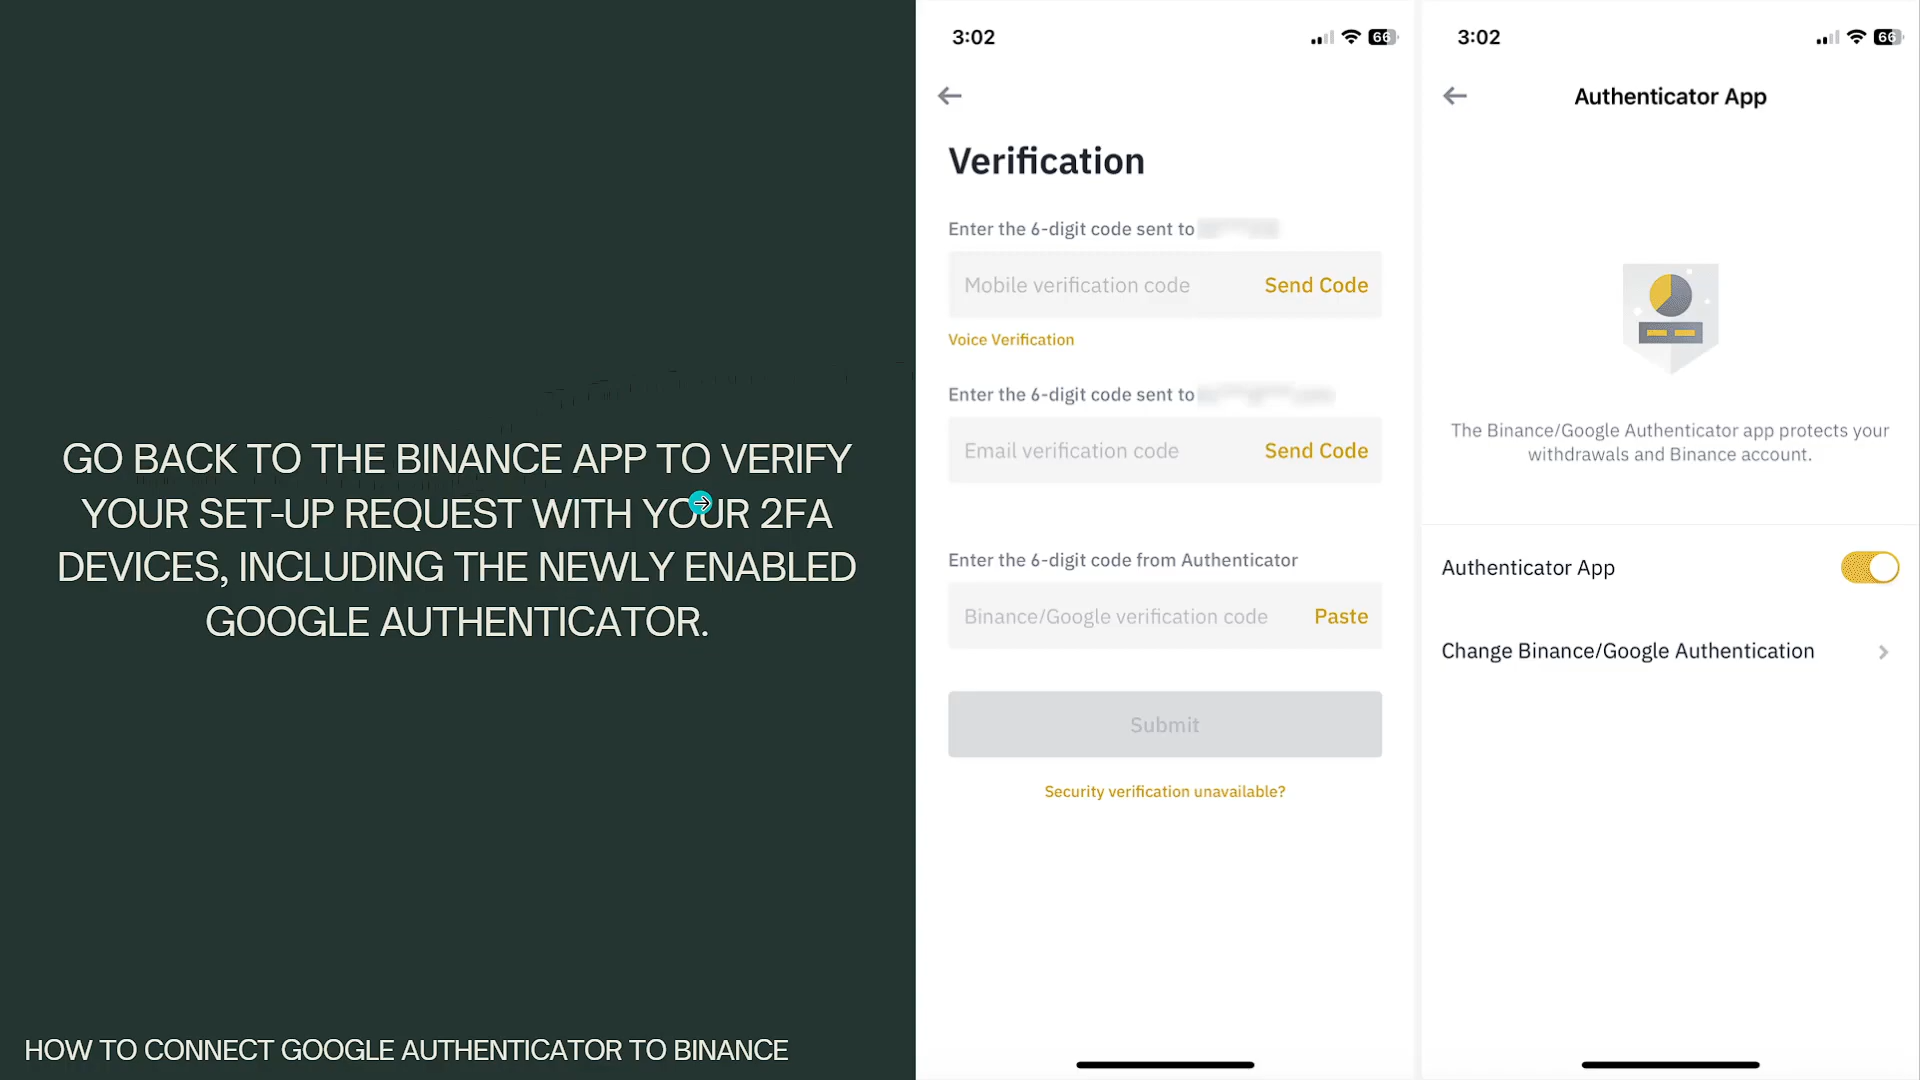 GO BACK TO THE BINANCE APP TO VERIFY
YOUR SET-UP REQUEST WITH YOUR 2FA
DEVICES, INCLUDING THE NEWLY ENABLED
GOOGLE AUTHENTICATOR.
HOW TO CONNECT GOOGLE AUTHENTICATOR TO BINANCE
3:02
66
Verification
Enter the 6-digit code sent to
Mobile verification code Send Code
Voice Verification
Enter the 6-digit code sent to
Email verification code Send Code
Enter the 6-digit code from Authenticator
Binance/Google verification code Paste
Submit
Security verification unavailable?
3:02
66
Authenticator App
The Binance/Google Authenticator app protects your
withdrawals and Binance account.
Authenticator App
Change Binance/Google Authentication